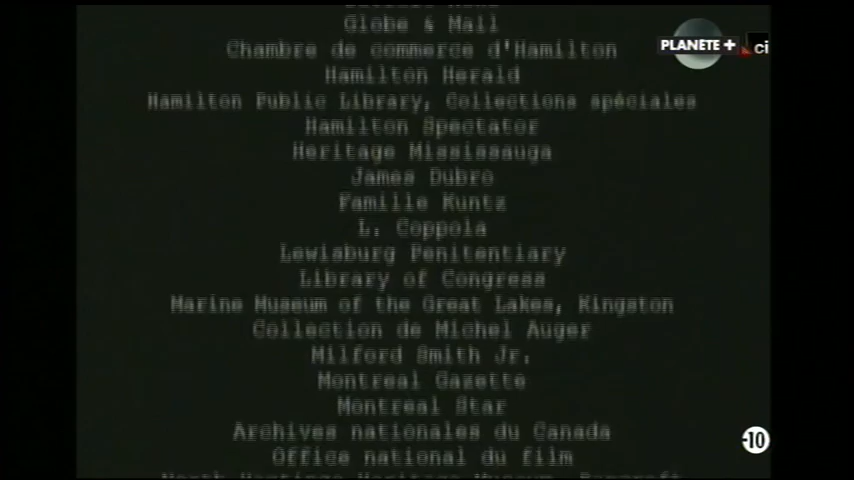 Globe & Mail
Chambre de commerce d'Hamilton
Hamilton Herald
Hamilton Public Library, Collections spéciales
Hamilton Spectator
Heritage Mississauga
James Dubro
Famille Kuntz
L. Coppola
Lewisburg Penitentiary
Library of Congress
Marine Museum of the Great Lakes, Kingston
Collection de Michel Auger
Milford Smith Jr.
Montreal Gazette
Montreal Star
Archives nationales du Canada
Office national du film
PLANÈTE+
ci
-10